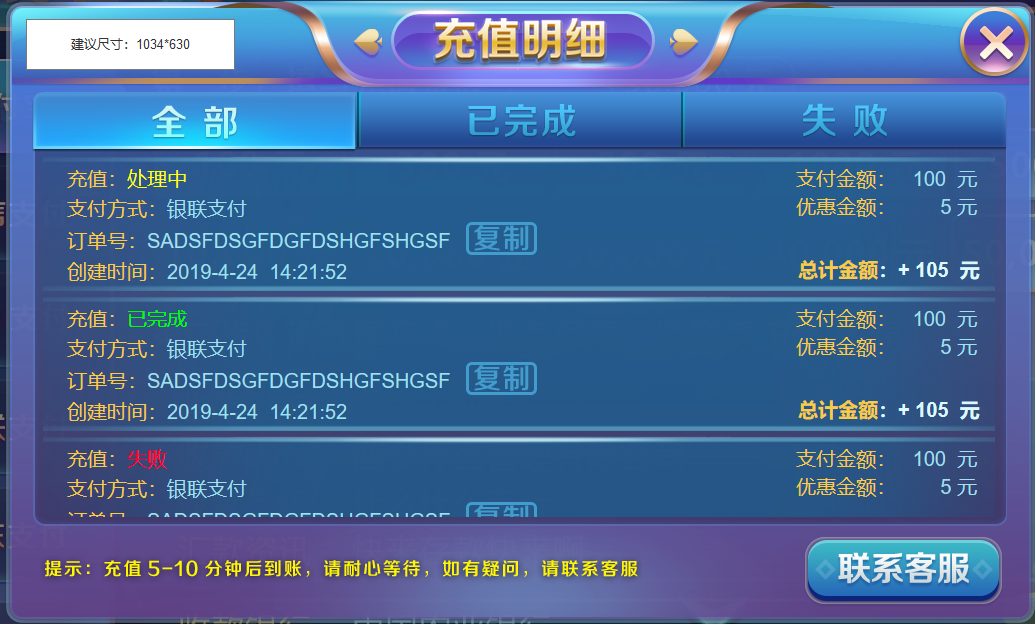 建议尺寸：1034*630
充值明细
全部
已完成
失败
充值：处理中
支付金额： 100 元
支付方式：银联支付
优惠金额： 5 元
订单号：SADSFDSGFDGFDSHGFSHGSF 复制
创建时间：2019-4-24 14:21:52
总计金额：+ 105 元
充值：已完成
支付金额： 100 元
支付方式：银联支付
优惠金额： 5 元
订单号：SADSFDSGFDGFDSHGFSHGSF 复制
创建时间：2019-4-24 14:21:52
总计金额：+ 105 元
充值：失败
支付金额： 100 元
支付方式：银联支付
优惠金额： 5 元
订单号：SADSFDSGFDGFDSHGFSHGSF 复制
提示：充值 5-10 分钟后到账，请耐心等待，如有疑问，请联系客服
联系客服